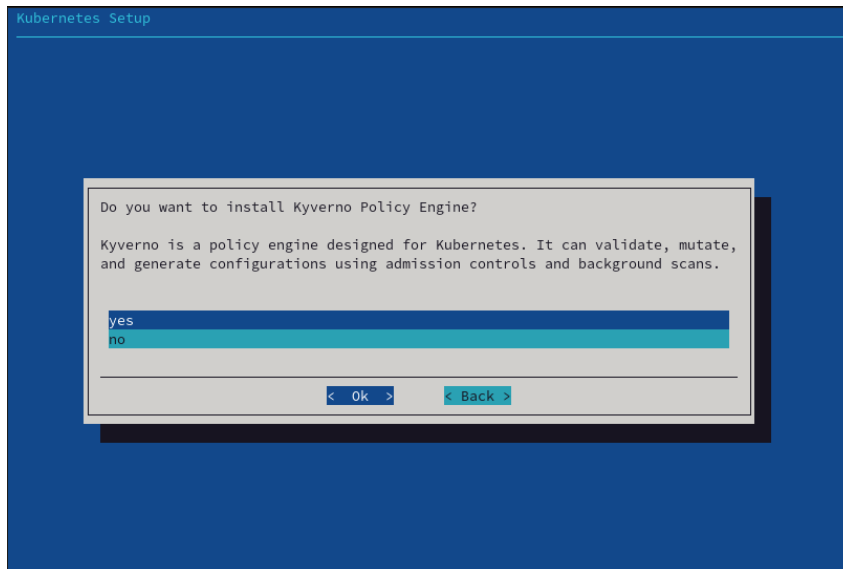 Kubernetes Setup
Do you want to install Kyverno Policy Engine?
Kyverno is a policy engine designed for Kubernetes. It can validate, mutate,
and generate configurations using admission controls and background scans.
yes
no
< Ok > < Back >